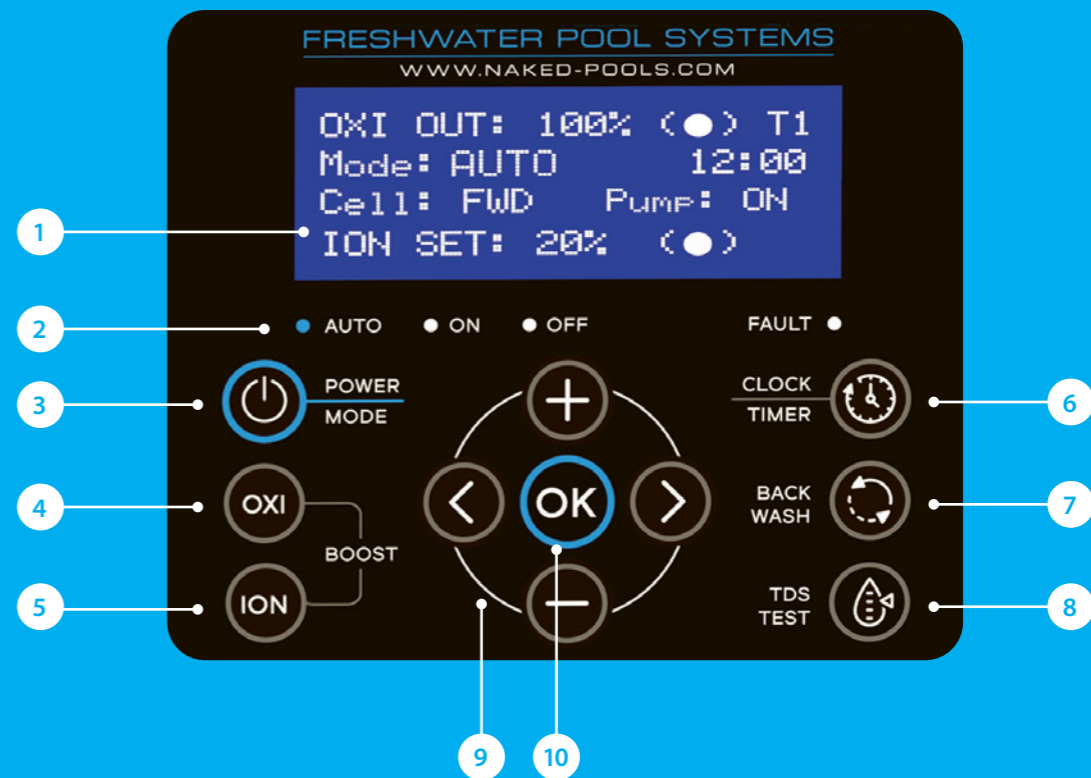 FRESHWATER POOL SYSTEMS
WWW.NAKED-POOLS.COM
OXI OUT: 100% (●) T1
Mode: AUTO 12:00
Cell: FWD Pump: ON
ION SET: 20% (●)
1
2
AUTO ON OFF FAULT
3
POWER
MODE
CLOCK
TIMER
6
4
OXI
OK
BACK
WASH
7
BOOST
5
ION
TDS
TEST
8
9
10